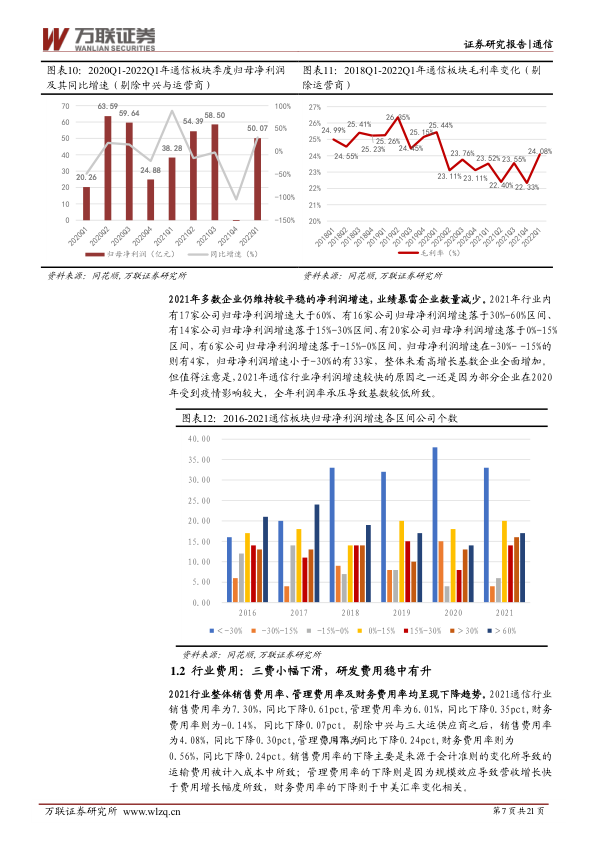 万联证券
WANLIAN SECURITIES
证券研究报告|通信
图表10：2020Q1-2022Q1年通信板块季度归母净利润及其同比增速（剔除中兴与运营商）
图表11：2018Q1-2022Q1年通信板块毛利率变化（剔除运营商）
70
60
50
40
30
20
10
0
100%
50%
0%
-50%
-100%
-150%
20.26
63.59
59.64
24.88
38.28
54.39
58.50
50.07
2020Q1
2020Q2
2020Q3
2020Q4
2021Q1
2021Q2
2021Q3
2021Q4
2022Q1
归母净利润（亿元）
同比增速（%）
27%
26%
25%
24%
23%
22%
21%
20%
24.99%
24.55%
25.41%
25.23%
25.26%
24.45%
25.15%
25.44%
23.11%
23.76%
23.11%
23.52%
22.40%
23.55%
22.33%
24.08%
2018Q1
2018Q2
2018Q3
2018Q4
2019Q1
2019Q2
2019Q3
2019Q4
2020Q1
2020Q2
2020Q3
2020Q4
2021Q1
2021Q2
2021Q3
2021Q4
2022Q1
毛利率（%）
资料来源：同花顺,万联证券研究所
资料来源：同花顺,万联证券研究所
2021年多数企业仍维持较平稳的净利润增速，业绩暴雷企业数量减少。2021年行业内
有17家公司归母净利润增速大于60%、有16家公司归母净利润增速落于30%-60%区间、
有14家公司归母净利润增速落于15%-30%区间、有20家公司归母净利润增速落于0%-15%
区间，有6家公司归母净利润增速落于-15%-0%区间，归母净利润增速在-30%- -15%的
则有4家，归母净利润增速小于-30%的有33家，整体来看高增长基数企业全面增加。
但值得注意是，2021年通信行业净利润增速较快的原因之一还是因为部分企业在2020
年受到疫情影响较大，全年利润率承压导致基数较低所致。
图表12：2016-2021通信板块归母净利润增速各区间公司个数
40.00
35.00
30.00
25.00
20.00
15.00
10.00
5.00
0.00
2016
2017
2018
2019
2020
2021
<-30%
-30%-15%
-15%-0%
0%-15%
15%-30%
>30%
>60%
资料来源：同花顺,万联证券研究所
1.2 行业费用：三费小幅下滑，研发费用稳中有升
2021行业整体销售费用率、管理费用率及财务费用率均呈现下降趋势。2021通信行业
销售费用率为7.30%，同比下降0.61pct,管理费用率为6.01%，同比下降0.35pct,财务
费用率则为-0.14%，同比下降0.07pct。剔除中兴与三大运供应商之后，销售费用率
为4.08%，同比下降0.30pct,管理费用率为同比下降0.24pct,财务费用率则为
0.56%,同比下降0.24pct。销售费用率的下降主要是来源于会计准则的变化所导致的
运输费用被计入成本中所致；管理费用率的下降则是因为规模效应导致营收增长快
于费用增长幅度所致，财务费用率的下降则于中美汇率变化相关。
万联证券研究所 www.wlzq.cn
第7页共21页